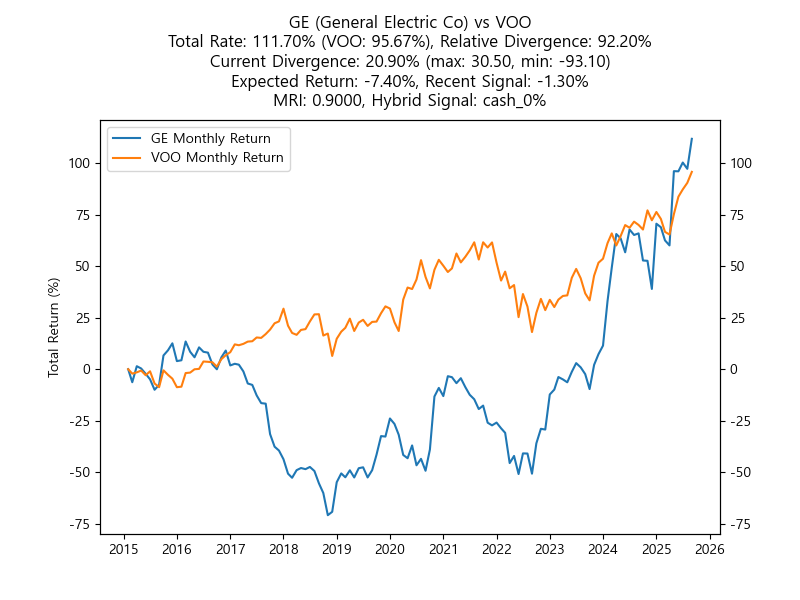 GE (General Electric Co) vs VOO
Total Rate: 111.70% (VOO: 95.67%), Relative Divergence: 92.20%
Current Divergence: 20.90% (max: 30.50, min: -93.10)
Expected Return: -7.40%, Recent Signal: -1.30%
MRI: 0.9000, Hybrid Signal: cash_0%
GE Monthly Return
VOO Monthly Return
Total Return (%)
100
75
50
25
0
-25
-50
-75
100
75
50
25
0
-25
-50
-75
2015 2016 2017 2018 2019 2020 2021 2022 2023 2024 2025 2026